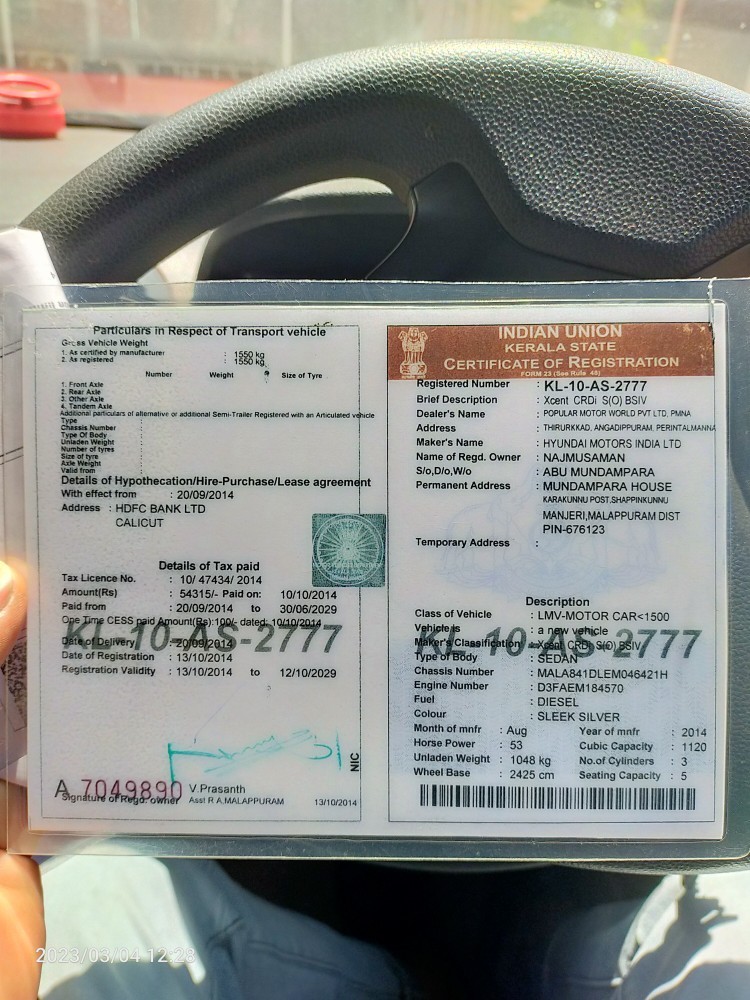 Particulars in Respect of Transport vehicle
Gross Vehicle Weight
1. As certified by manufacturer : 1550 kg
2. As registered : 1550 kg
Number Weight Size of Tyre
1. Front Axle
2. Rear Axle
3. Other Axle
4. Tandem Axle
Additional particulars of alternative or additional Semi-Trailer Registered with an Articulated vehicle
Type
Chassis Number
Type Of Body
Unladen Weight
Number of tyres
Size of tyre
Axle Weight
Valid from
Details of Hypothecation/Hire-Purchase/Lease agreement
With effect from : 20/09/2014
Address : HDFC BANK LTD
CALICUT
Details of Tax paid
Tax Licence No. : 10/ 47434/ 2014
Amount(Rs) : 54315/- Paid on: 10/10/2014
Paid from : 20/09/2014 to 30/06/2029
One Time CESS paid Amount(Rs):100/- dated: 10/10/2014
KL-10-AS-2777
Date of Delivery : 20/09/2014
Date of Registration : 13/10/2014
Registration Validity : 13/10/2014 to 12/10/2029
NIC
A 7049890
V.Prasanth
Signature of Regd. owner Asst R A.MALAPPURAM 13/10/2014
INDIAN UNION
KERALA STATE
CERTIFICATE OF REGISTRATION
FORM 23 (See Rule 48)
Registered Number : KL-10-AS-2777
Brief Description : Xcent CRDi S(O) BSIV
Dealer's Name : POPULAR MOTOR WORLD PVT LTD, PMNA
Address : THIRURKKAD, ANGADIPPURAM, PERINTALMANNA
Maker's Name : HYUNDAI MOTORS INDIA LTD
Name of Regd. Owner : NAJMUSAMAN
S/o,D/o,W/o : ABU MUNDAMPARA
Permanent Address : MUNDAMPARA HOUSE
KARAKUNNU POST,SHAPPINKUNNU
MANJERI,MALAPPURAM DIST
PIN-676123
Temporary Address :
Description
Class of Vehicle : LMV-MOTOR CAR<1500
Vehicle is : a new vehicle
KL-10-AS-2777
Maker's Classification : Xcent CRDi S(O) BSIV
Type of Body : SEDAN
Chassis Number : MALA841DLEM046421H
Engine Number : D3FAEM184570
Fuel : DIESEL
Colour : SLEEK SILVER
Month of mnfr : Aug Year of mnfr : 2014
Horse Power : 53 Cubic Capacity : 1120
Unladen Weight : 1048 kg No.of Cylinders : 3
Wheel Base : 2425 cm Seating Capacity : 5
2023/03/04 12:23